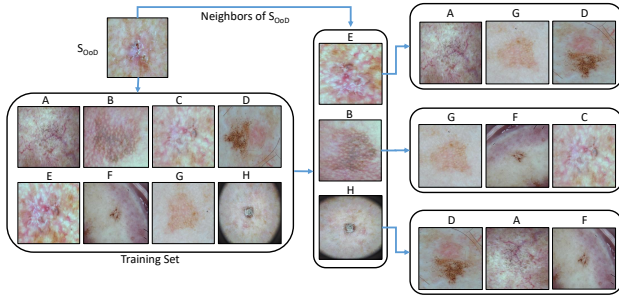 Neighbors of S_OoD
S_OoD
A B C D
E F G H
Training Set
E
B
H
A G D
G F C
D A F